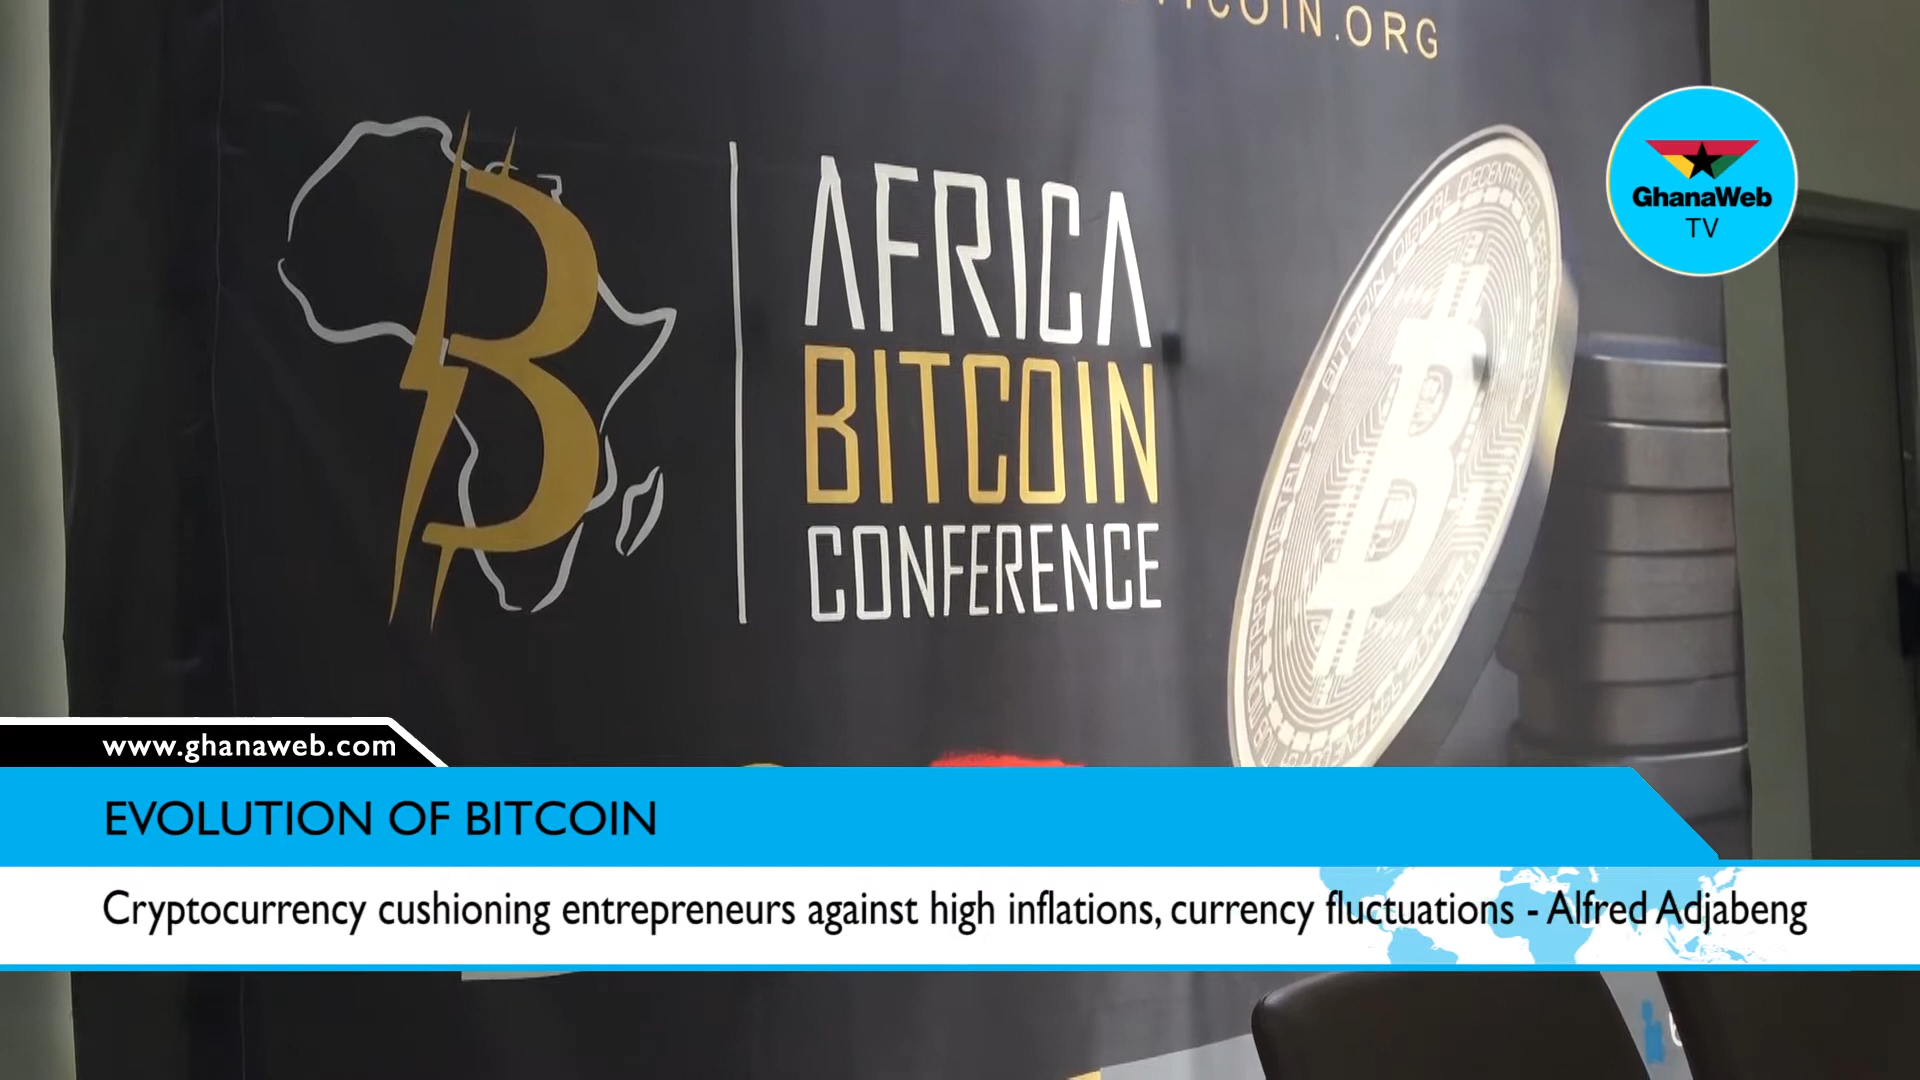 .ORG
AFRICA
BITCOIN
CONFERENCE
GhanaWeb
TV
www.ghanaweb.com
EVOLUTION OF BITCOIN
Cryptocurrency cushioning entrepreneurs against high inflations, currency fluctuations - Alfred Adjabeng